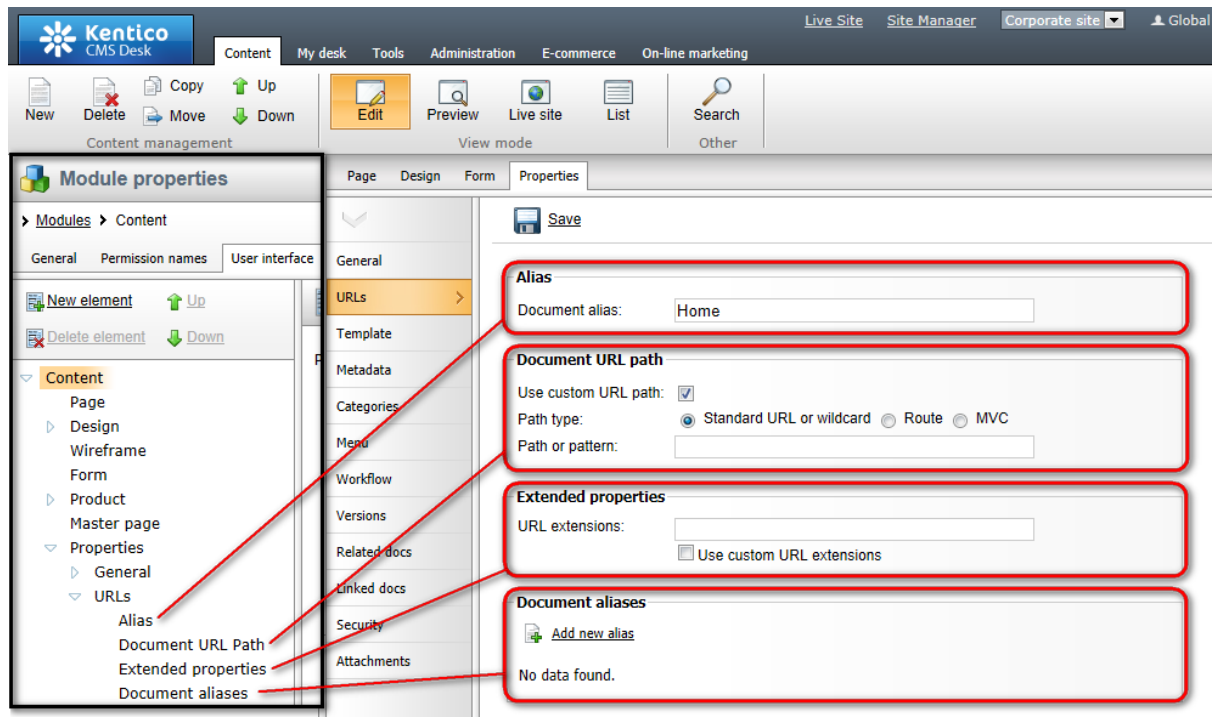 Live Site Site Manager Corporate site Global
Kentico
CMS Desk
Content My desk Tools Administration E-commerce On-line marketing
New Delete Copy Move Up Down
Content management
Edit Preview Live site List
View mode
Search
Other
Module properties
Modules > Content
General Permission names User interface
New element Up
Delete element Down
Content
Page
Design
Wireframe
Form
Product
Master page
Properties
General
URLs
Alias
Document URL Path
Extended properties
Document aliases
Page Design Form Properties
General
URLs >
Template
Metadata
Categories
Menu
Workflow
Versions
Related docs
Linked docs
Security
Attachments
Save
Alias
Document alias: Home
Document URL path
Use custom URL path:
Path type: Standard URL or wildcard Route MVC
Path or pattern:
Extended properties
URL extensions:
Use custom URL extensions
Document aliases
Add new alias
No data found.